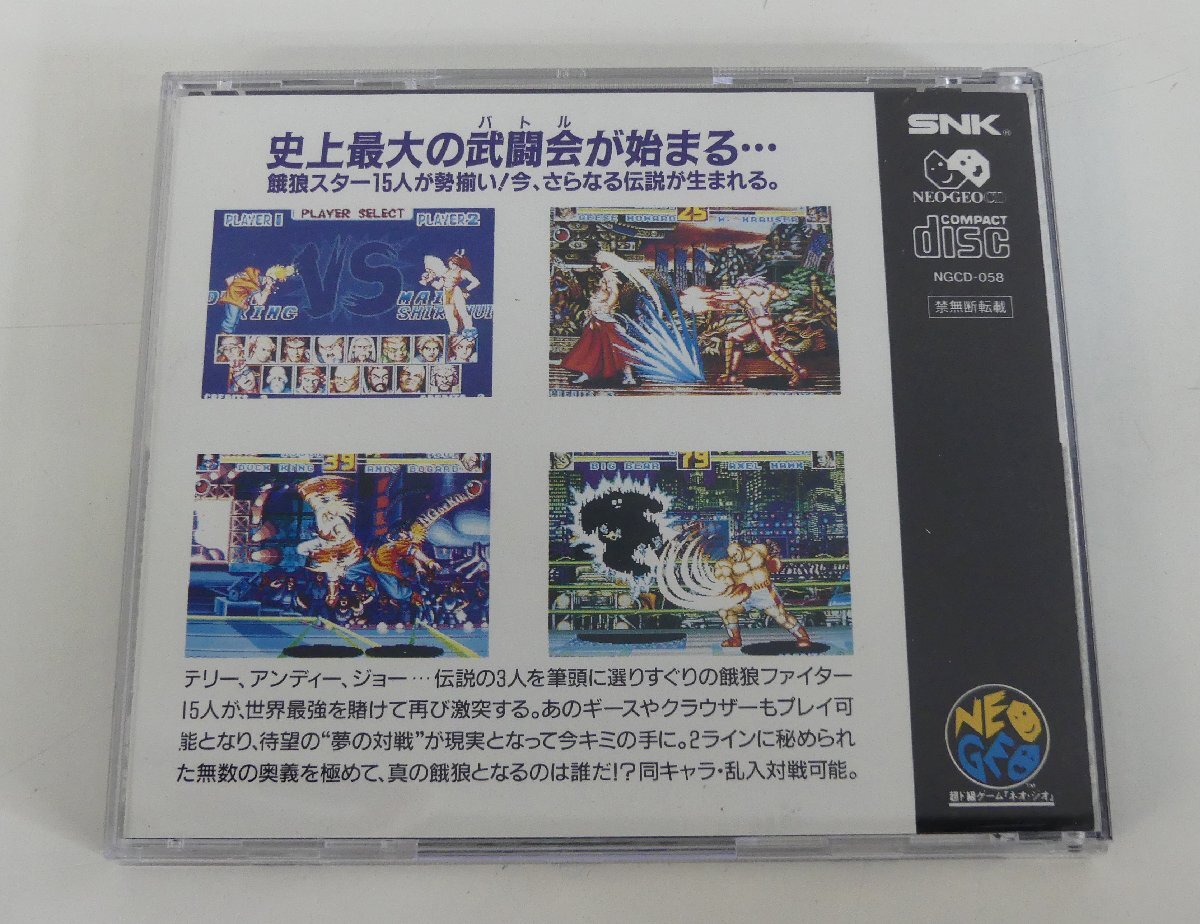 バトル
史上最大の武闘会が始まる…
餓狼スター15人が勢揃い!今、さらなる伝説が生まれる。
PLAYER 1 PLAYER SELECT PLAYER 2
VS
KING
MAI
SHIRANUI
GEESE HOWARD 25 W. KRAUSER
DUCK KING 39 ANDY BOGARD
BIG BEAR 79 AXEL HAWK
テリー、アンディー、ジョー…伝説の3人を筆頭に選りすぐりの餓狼ファイター
15人が、世界最強を賭けて再び激突する。あのギースやクラウザーもプレイ可
能となり、待望の“夢の対戦”が現実となって今キミの手に。2ラインに秘められ
た無数の奥義を極めて、真の餓狼となるのは誰だ!?同キャラ・乱入対戦可能。
SNK®
NEO·GEO CD
COMPACT
disc
NGCD-058
禁無断転載
NEO
GEO
™
超ド級ゲーム『ネオ・ジオ』